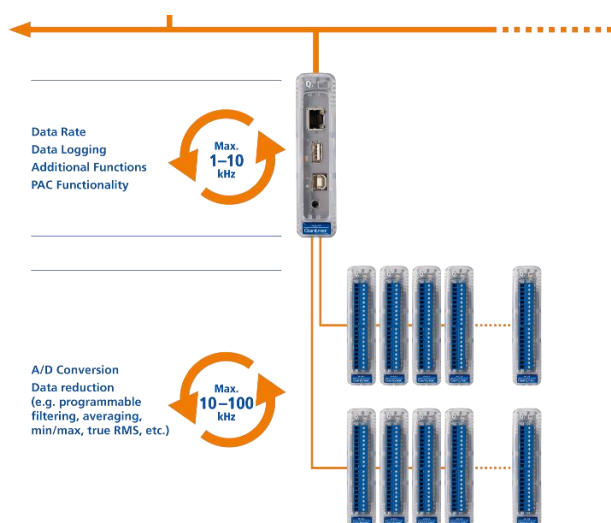 Data Rate
Data Logging
Additional Functions
PAC Functionality
Max.
1–10
kHz
Gantner
A/D Conversion
Data reduction
(e.g. programmable
filtering, averaging,
min/max, true RMS, etc.)
Max.
10–100
kHz